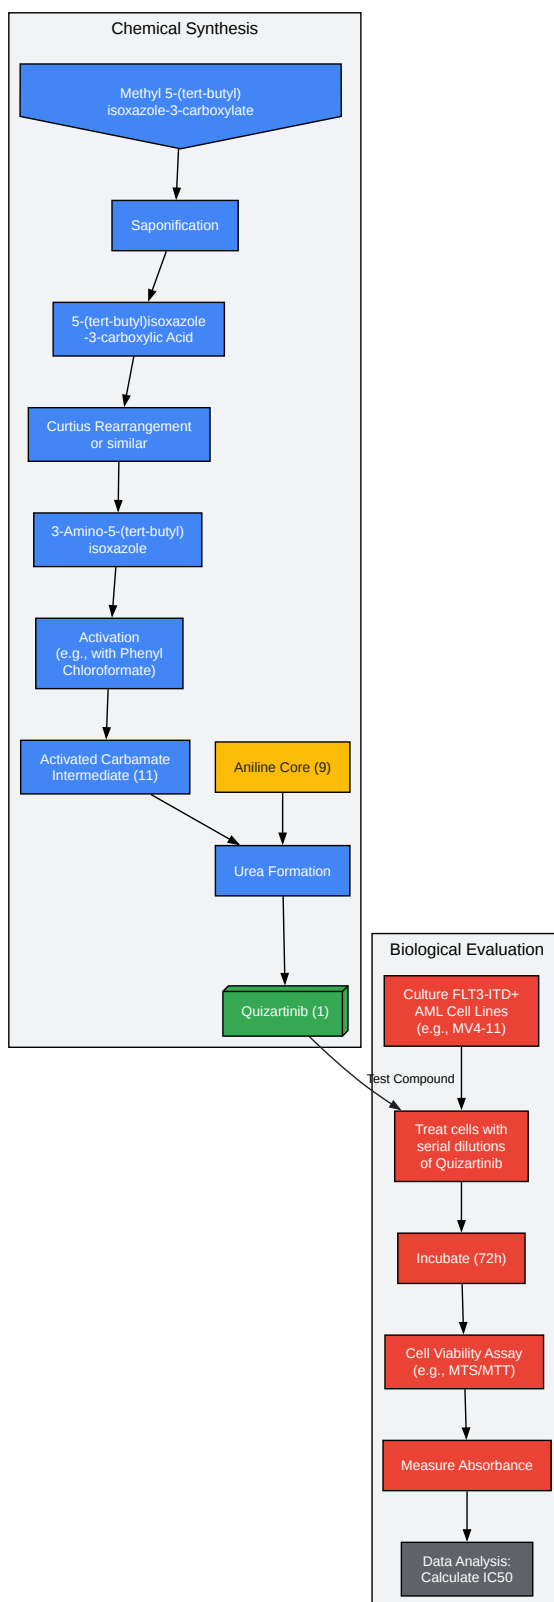 Chemical Synthesis
Methyl 5-(tert-butyl)
isoxazole-3-carboxylate
Saponification
5-(tert-butyl)isoxazole
-3-carboxylic Acid
Curtius Rearrangement
or similar
3-Amino-5-(tert-butyl)
isoxazole
Activation
(e.g., with Phenyl
Chloroformate)
Activated Carbamate
Intermediate (11)
Aniline Core (9)
Urea Formation
Quizartinib (1)
Biological Evaluation
Culture FLT3-ITD+
AML Cell Lines
(e.g., MV4-11)
Test Compound
Treat cells with
serial dilutions
of Quizartinib
Incubate (72h)
Cell Viability Assay
(e.g., MTS/MTT)
Measure Absorbance
Data Analysis:
Calculate IC50